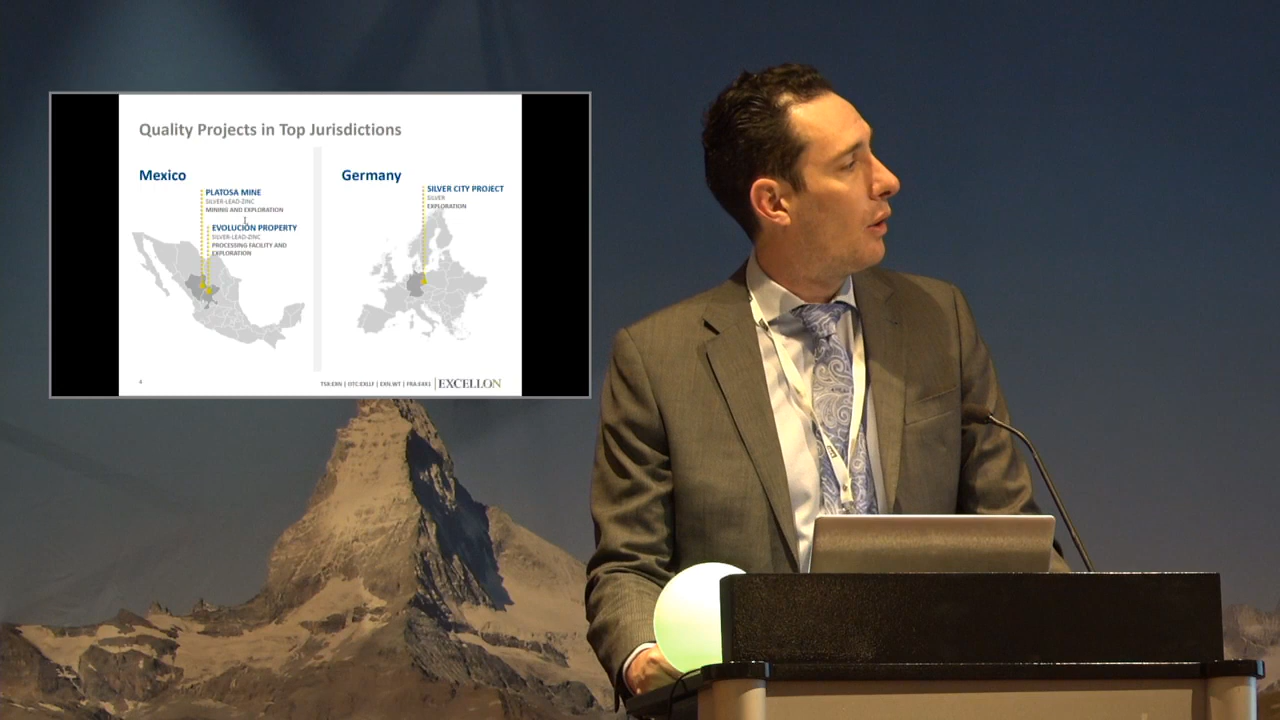 Quality Projects in Top Jurisdictions
Mexico
PLATOSA MINE
SILVER-LEAD-ZINC
MINING AND EXPLORATION
EVOLUCIÓN PROPERTY
SILVER-LEAD-ZINC
PROCESSING FACILITY AND
EXPLORATION
Germany
SILVER CITY PROJECT
SILVER
EXPLORATION
4
TSX:EXN | OTC:EXLLF | EXN.WT | FRA:E4X1 | EXCELLON